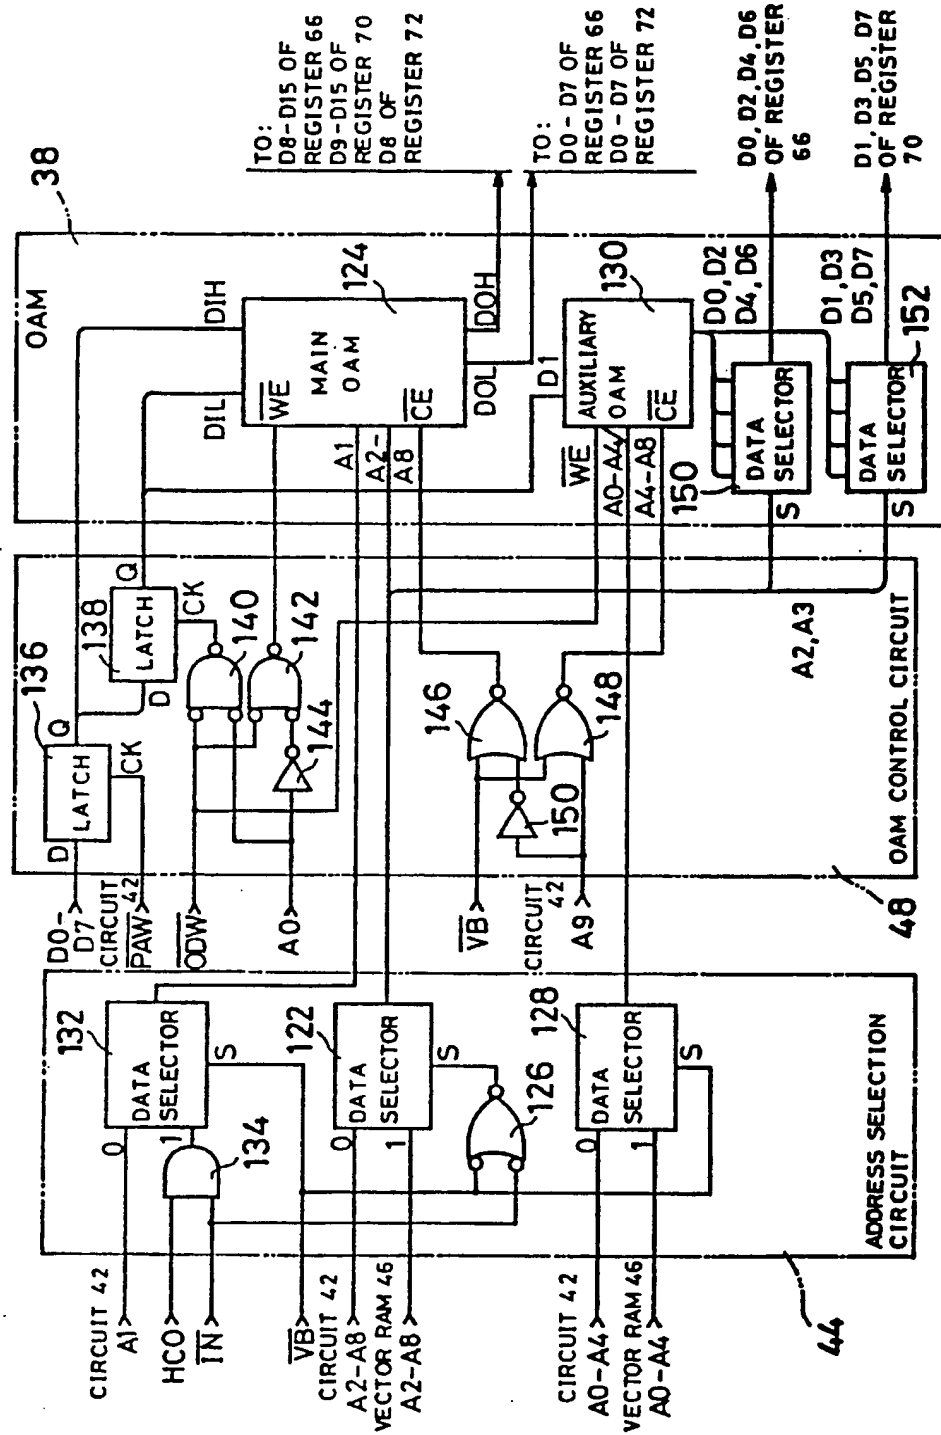 38
OAM
TO:
D8-D15 OF
REGISTER 66
D9-D15 OF
REGISTER 70
D8 OF
REGISTER 72
TO:
D0-D7 OF
REGISTER 66
D0-D7 OF
REGISTER 72
D0, D2, D4, D6
OF REGISTER
66
D1, D3, D5, D7
OF REGISTER
70
DIH
DIL
124
MAIN
OAM
WE
CE
A1
A2-
A8
DOH
DOL
130
D1
AUXILIARY
OAM
WE
CE
A0-A4
A4-A8
D0, D2
D4, D6
D1, D3
D5, D7
150
DATA
SELECTOR
S
152
DATA
SELECTOR
S
136
LATCH
D
Q
CK
138
LATCH
D
Q
CK
140
142
144
146
148
150
A2, A3
OAM CONTROL CIRCUIT
48
D0-
D7
CIRCUIT
42
PAW
ODW
A0
VB
CIRCUIT
42
A9
132
DATA
SELECTOR
0
1
S
134
122
DATA
SELECTOR
0
1
S
126
128
DATA
SELECTOR
0
1
S
ADDRESS SELECTION
CIRCUIT
44
CIRCUIT 42
A1
HCO
IN
VB
CIRCUIT 42
A2-A8
VECTOR RAM 46
A2-A8
CIRCUIT 42
A0-A4
VECTOR RAM 46
A0-A4